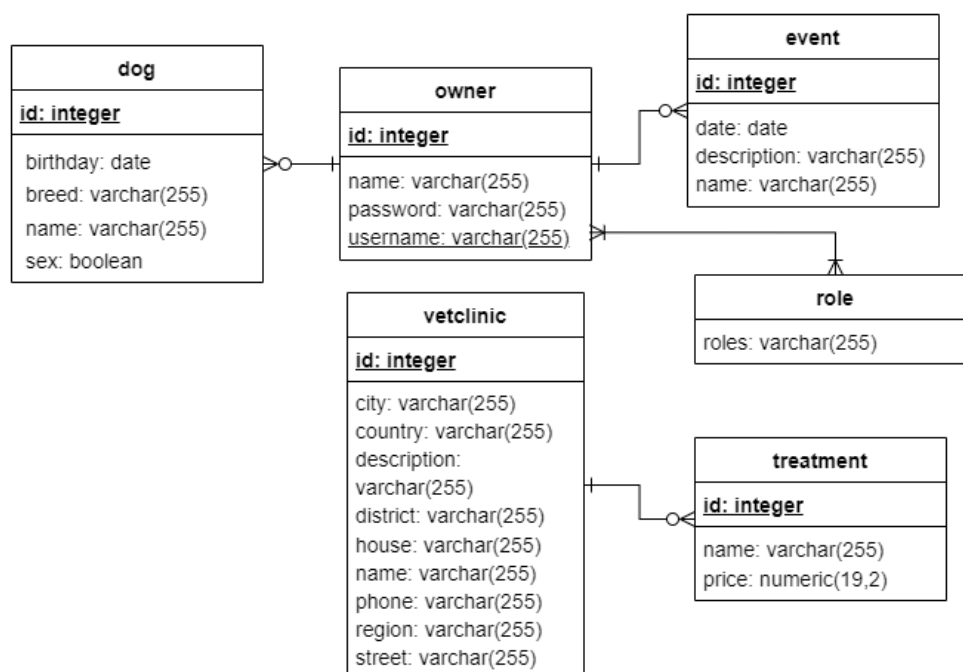 dog
id: integer
birthday: date
breed: varchar(255)
name: varchar(255)
sex: boolean
owner
id: integer
name: varchar(255)
password: varchar(255)
username: varchar(255)
event
id: integer
date: date
description: varchar(255)
name: varchar(255)
role
roles: varchar(255)
vetclinic
id: integer
city: varchar(255)
country: varchar(255)
description:
varchar(255)
district: varchar(255)
house: varchar(255)
name: varchar(255)
phone: varchar(255)
region: varchar(255)
street: varchar(255)
treatment
id: integer
name: varchar(255)
price: numeric(19,2)